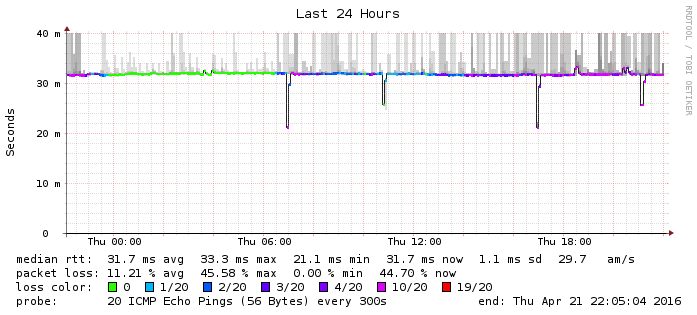 Last 24 Hours
RRDTOOL / TOBI OETIKER
Seconds
40 m
30 m
20 m
10 m
0
Thu 00:00 Thu 06:00 Thu 12:00 Thu 18:00
median rtt: 31.7 ms avg 33.3 ms max 21.1 ms min 31.7 ms now 1.1 ms sd 29.7 am/s
packet loss: 11.21 % avg 45.58 % max 0.00 % min 44.70 % now
loss color: 0 1/20 2/20 3/20 4/20 10/20 19/20
probe: 20 ICMP Echo Pings (56 Bytes) every 300s end: Thu Apr 21 22:05:04 2016